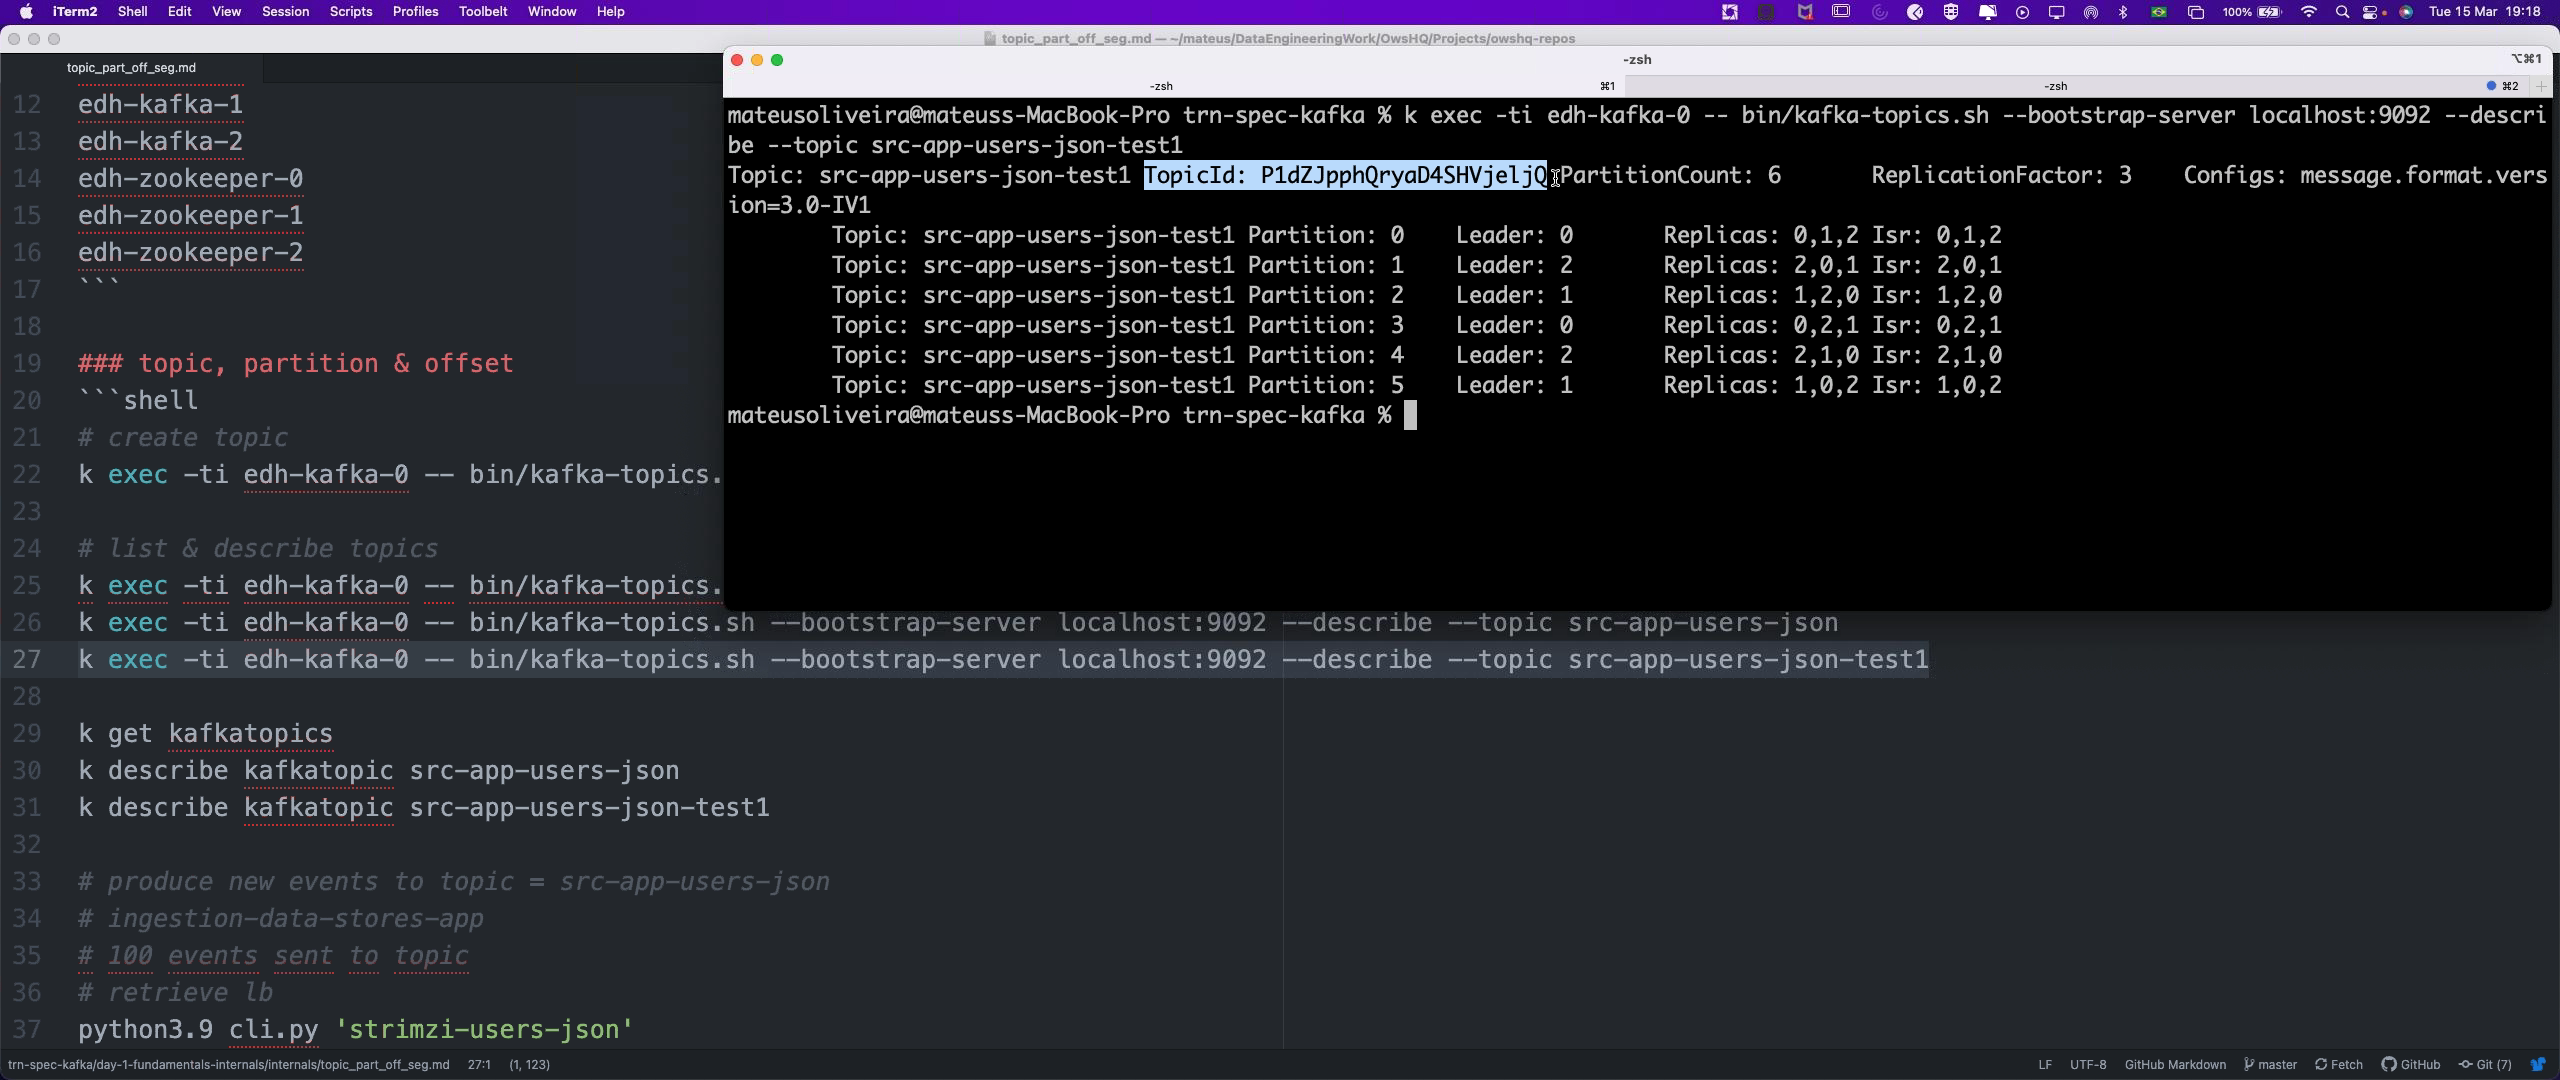 iTerm2 Shell Edit View Session Scripts Profiles Toolbelt Window Help 100% Tue 15 Mar 19:18
topic_part_off_seg.md — ~/mateus/DataEngineeringWork/OwsHQ/Projects/owshq-repos
topic_part_off_seg.md
-zsh ⌥⌘1
-zsh ⌘1 -zsh ⌘2
mateusoliveira@mateuss-MacBook-Pro trn-spec-kafka % k exec -ti edh-kafka-0 -- bin/kafka-topics.sh --bootstrap-server localhost:9092 --descri
be --topic src-app-users-json-test1
Topic: src-app-users-json-test1 TopicId: P1dZJpphQryaD4SHVjeljQ PartitionCount: 6 ReplicationFactor: 3 Configs: message.format.vers
ion=3.0-IV1
Topic: src-app-users-json-test1 Partition: 0 Leader: 0 Replicas: 0,1,2 Isr: 0,1,2
Topic: src-app-users-json-test1 Partition: 1 Leader: 2 Replicas: 2,0,1 Isr: 2,0,1
Topic: src-app-users-json-test1 Partition: 2 Leader: 1 Replicas: 1,2,0 Isr: 1,2,0
Topic: src-app-users-json-test1 Partition: 3 Leader: 0 Replicas: 0,2,1 Isr: 0,2,1
Topic: src-app-users-json-test1 Partition: 4 Leader: 2 Replicas: 2,1,0 Isr: 2,1,0
Topic: src-app-users-json-test1 Partition: 5 Leader: 1 Replicas: 1,0,2 Isr: 1,0,2
mateusoliveira@mateuss-MacBook-Pro trn-spec-kafka %
12 edh-kafka-1
13 edh-kafka-2
14 edh-zookeeper-0
15 edh-zookeeper-1
16 edh-zookeeper-2
17 ```
18
19 ### topic, partition & offset
20 ```shell
21 # create topic
22 k exec -ti edh-kafka-0 -- bin/kafka-topics.
23
24 # list & describe topics
25 k exec -ti edh-kafka-0 -- bin/kafka-topics.
26 k exec -ti edh-kafka-0 -- bin/kafka-topics.sh --bootstrap-server localhost:9092 --describe --topic src-app-users-json
27 k exec -ti edh-kafka-0 -- bin/kafka-topics.sh --bootstrap-server localhost:9092 --describe --topic src-app-users-json-test1
28
29 k get kafkatopics
30 k describe kafkatopic src-app-users-json
31 k describe kafkatopic src-app-users-json-test1
32
33 # produce new events to topic = src-app-users-json
34 # ingestion-data-stores-app
35 # 100 events sent to topic
36 # retrieve lb
37 python3.9 cli.py 'strimzi-users-json'
trn-spec-kafka/day-1-fundamentals-internals/internals/topic_part_off_seg.md 27:1 (1, 123) LF UTF-8 GitHub Markdown master Fetch GitHub Git (7)